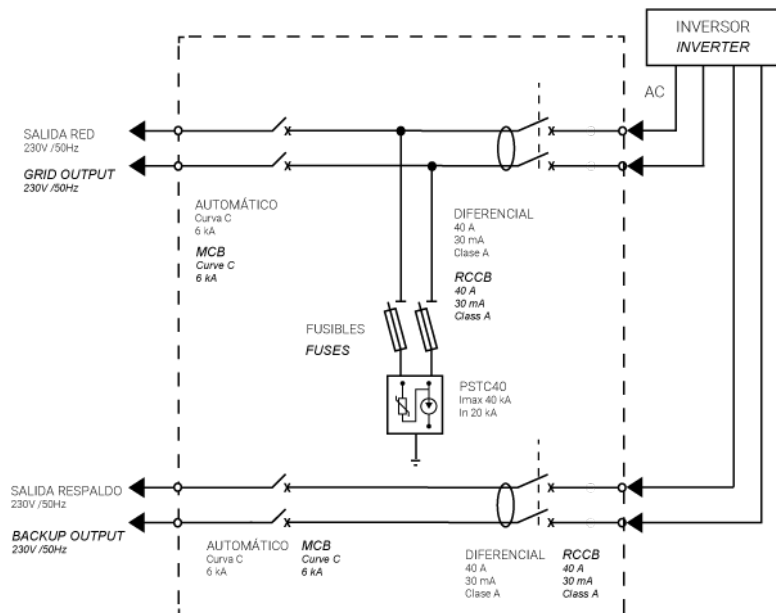 INVERSOR
INVERTER
AC
SALIDA RED
230V /50Hz
GRID OUTPUT
230V /50Hz
AUTOMÁTICO
Curva C
6 kA
MCB
Curve C
6 kA
DIFERENCIAL
40 A
30 mA
Clase A
RCCB
40 A
30 mA
Class A
FUSIBLES
FUSES
PSTC40
Imax 40 kA
In 20 kA
SALIDA RESPALDO
230V /50Hz
BACKUP OUTPUT
230V /50Hz
AUTOMÁTICO
Curva C
6 kA
MCB
Curve C
6 kA
DIFERENCIAL
40 A
30 mA
Clase A
RCCB
40 A
30 mA
Class A